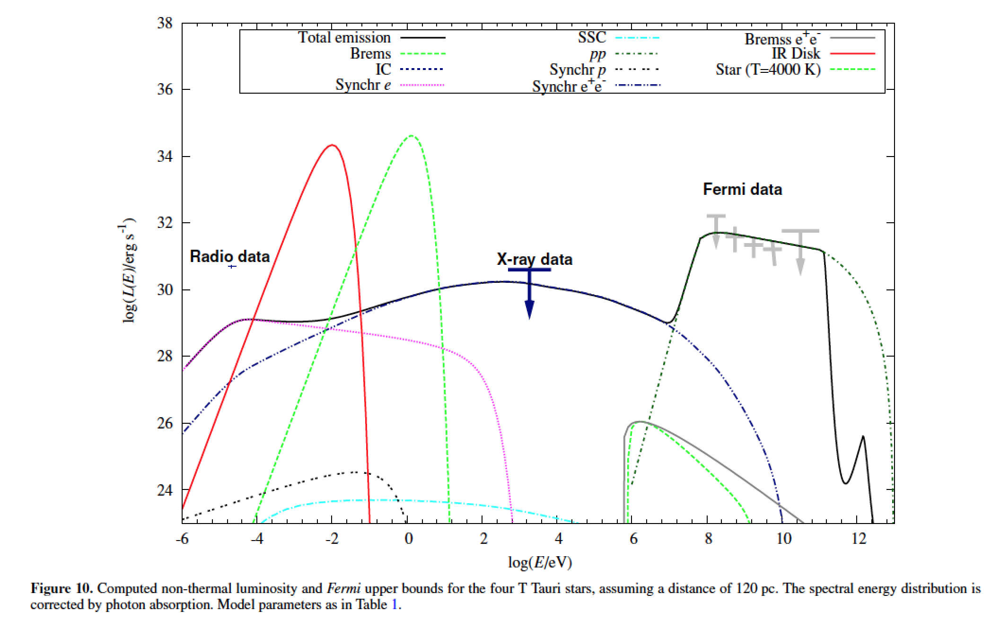 38
36
34
32
30
28
26
24
log(L(E)/erg s⁻¹)
Total emission
Brems
IC
Synchr e
SSC
pp
Synchr p
Synchr e⁺e⁻
Bremss e⁺e⁻
IR Disk
Star (T=4000 K)
Fermi data
Radio data
X-ray data
-6 -4 -2 0 2 4 6 8 10 12
log(E/eV)
Figure 10. Computed non-thermal luminosity and Fermi upper bounds for the four T Tauri stars, assuming a distance of 120 pc. The spectral energy distribution is
corrected by photon absorption. Model parameters as in Table 1.